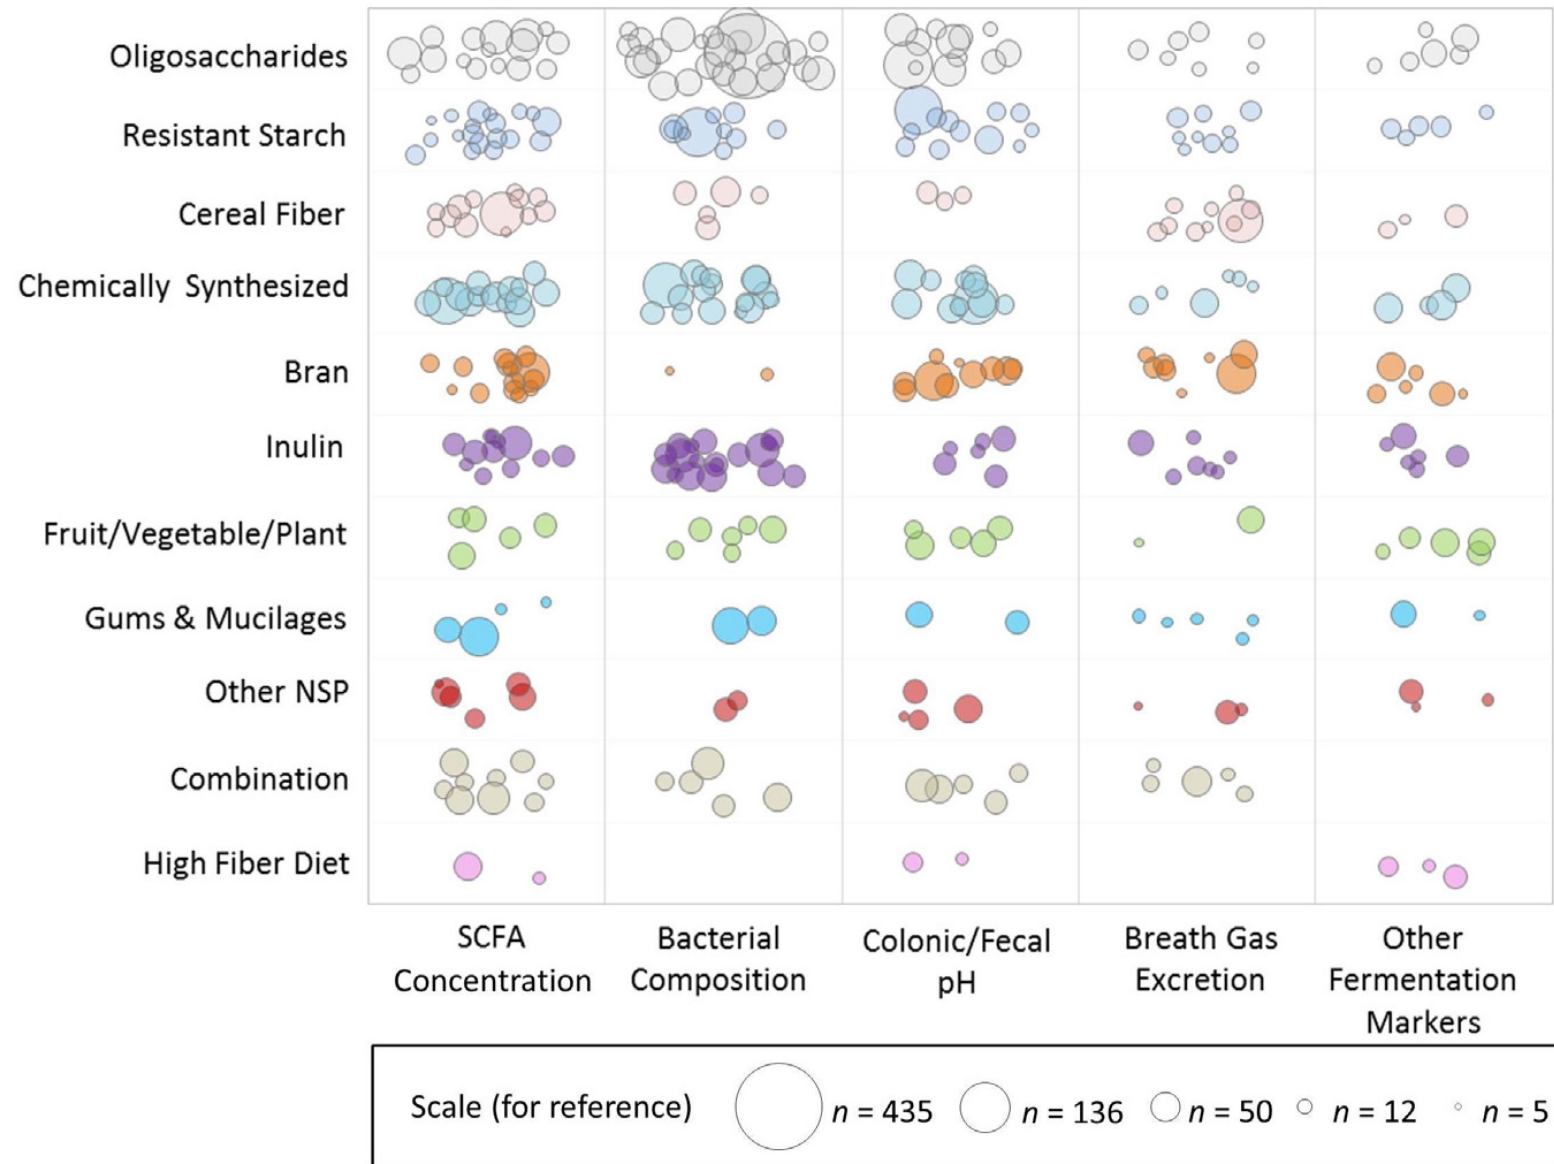 Oligosaccharides
Resistant Starch
Cereal Fiber
Chemically Synthesized
Bran
Inulin
Fruit/Vegetable/Plant
Gums & Mucilages
Other NSP
Combination
High Fiber Diet
SCFA
Concentration
Bacterial
Composition
Colonic/Fecal
pH
Breath Gas
Excretion
Other
Fermentation
Markers
Scale (for reference) n = 435 n = 136 n = 50 n = 12 n = 5